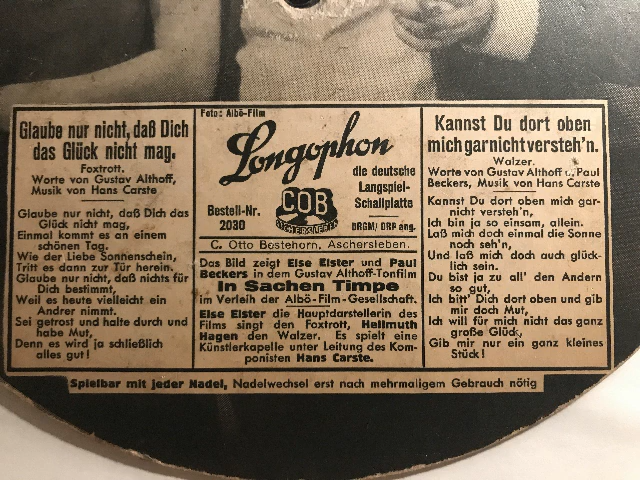 Glaube nur nicht, daß Dich
das Glück nicht mag.
Foxtrott.
Worte von Gustav Althoff,
Musik von Hans Carste
Glaube nur nicht, daß Dich das
Glück nicht mag,
Einmal kommt es an einem
schönen Tag.
Wie der Liebe Sonnenschein,
Tritt es dann zur Tür herein.
Glaube nur nicht, daß nichts für
Dich bestimmt,
Weil es heute vielleicht ein
Andrer nimmt.
Sei getrost und halte durch und
habe Mut,
Denn es wird ja schließlich
alles gut!
Foto: Albö-Film
Longophon
die deutsche
Langspiel-
Schallplatte
COB
ASCHERSLEBEN
Bestell-Nr.
2030
DRGM/ DRP ang.
C. Otto Bestehorn, Aschersleben.
Das Bild zeigt Else Elster und Paul
Beckers in dem Gustav Althoff-Tonfilm
In Sachen Timpe
im Verleih der Albö-Film-Gesellschaft.
Else Elster die Hauptdarstellerin des
Films singt den Foxtrott, Hellmuth
Hagen den Walzer. Es spielt eine
Künstlerkapelle unter Leitung des Kom-
ponisten Hans Carste.
Kannst Du dort oben
mich gar nicht versteh'n.
Walzer.
Worte von Gustav Althoff u. Paul
Beckers, Musik von Hans Carste
Kannst Du dort oben mich gar-
nicht versteh'n,
Ich bin ja so einsam, allein.
Laß mich doch einmal die Sonne
noch seh'n,
Und laß mich doch auch glück-
lich sein.
Du bist ja zu all' den Andern
so gut,
Ich bitt' Dich dort oben und gib
mir doch Mut,
Ich will für mich nicht das ganz
große Glück,
Gib mir nur ein ganz kleines
Stück!
Spielbar mit jeder Nadel, Nadelwechsel erst nach mehrmaligem Gebrauch nötig